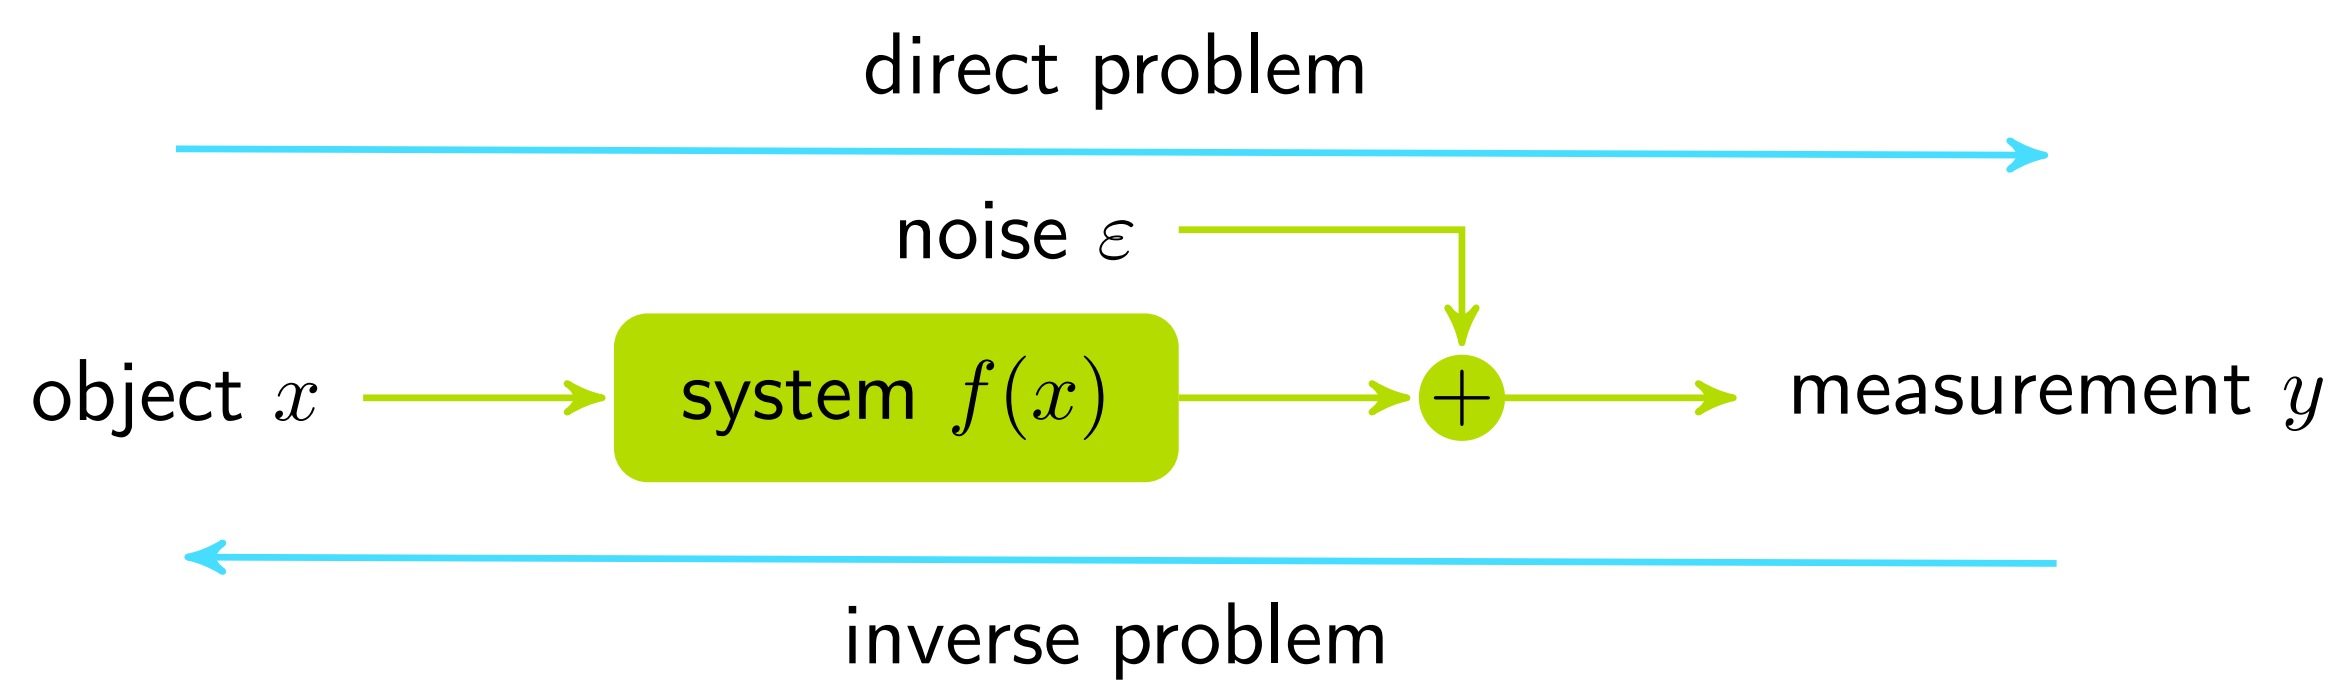 direct problem
noise ε
object x
system f(x)
+
measurement y
inverse problem